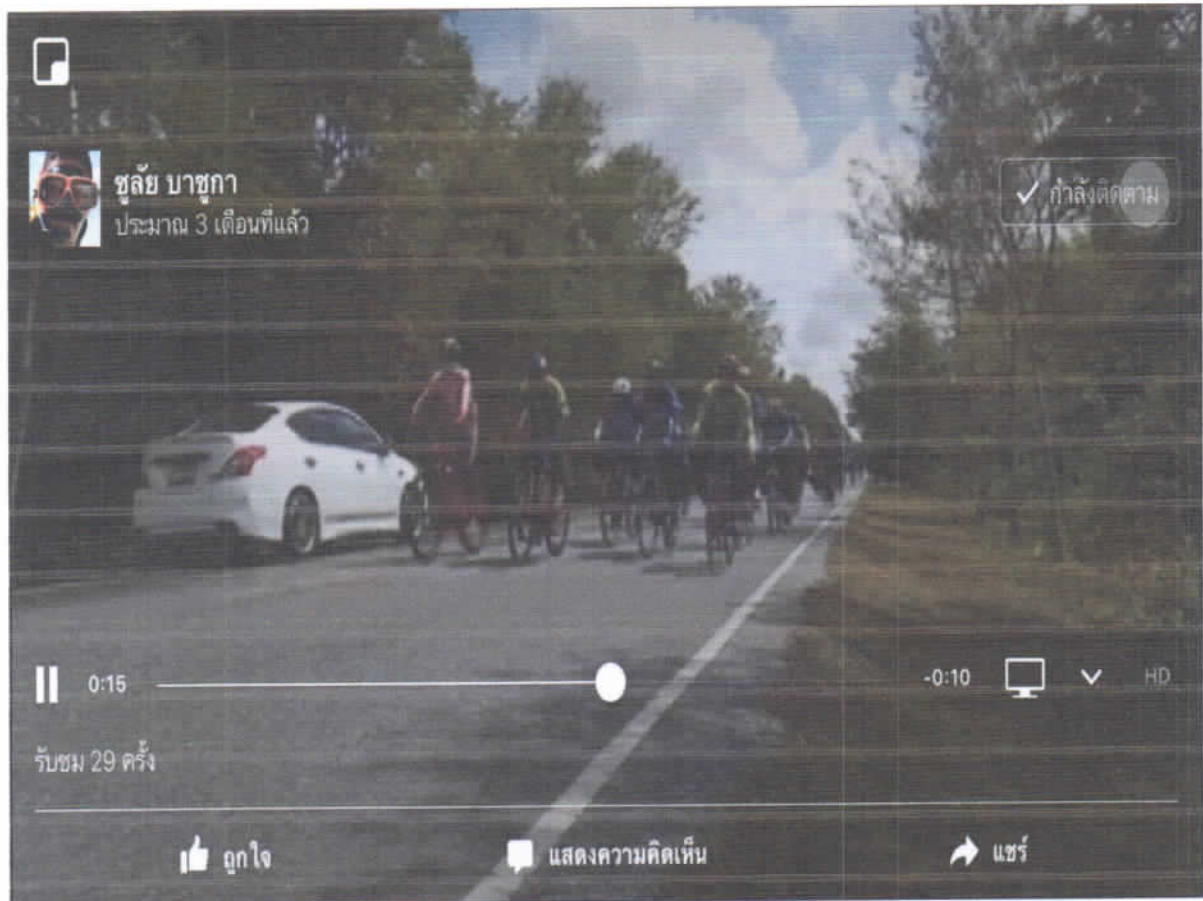 ชูลัย บาซูกา
ประมาณ 3 เดือนที่แล้ว
กำลังติดตาม
0:15
-0:10
HD
รับชม 29 ครั้ง
ถูกใจ
แสดงความคิดเห็น
แชร์